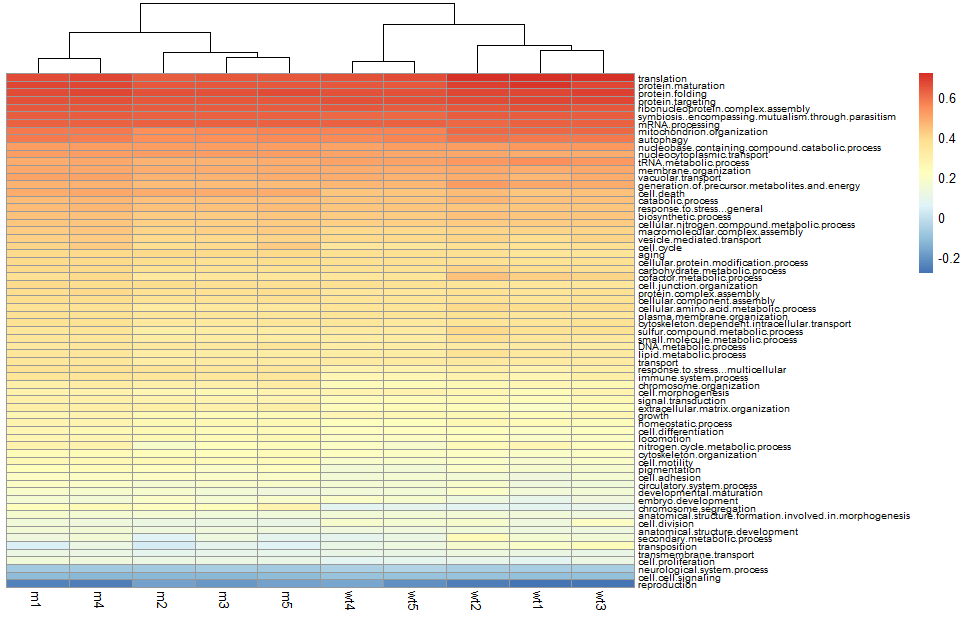 translation
protein.maturation
protein.folding
protein.targeting
ribonucleoprotein.complex.assembly
symbiosis..encompassing.mutualism.through.parasitism
mRNA.processing
mitochondrion.organization
autophagy
nucleobase.containing.compound.catabolic.process
nucleocytoplasmic.transport
tRNA.metabolic.process
membrane.organization
vacuolar.transport
generation.of.precursor.metabolites.and.energy
cell.death
catabolic.process
response.to.stress...general
biosynthetic.process
cellular.nitrogen.compound.metabolic.process
macromolecular.complex.assembly
vesicle.mediated.transport
cell.cycle
aging
cellular.protein.modification.process
carbohydrate.metabolic.process
cofactor.metabolic.process
cell.junction.organization
protein.complex.assembly
cellular.component.assembly
cellular.amino.acid.metabolic.process
plasma.membrane.organization
cytoskeleton.dependent.intracellular.transport
sulfur.compound.metabolic.process
small.molecule.metabolic.process
DNA.metabolic.process
lipid.metabolic.process
transport
response.to.stress...multicellular
immune.system.process
chromosome.organization
cell.morphogenesis
signal.transduction
extracellular.matrix.organization
growth
homeostatic.process
cell.differentiation
locomotion
nitrogen.cycle.metabolic.process
cytoskeleton.organization
cell.motility
pigmentation
cell.adhesion
circulatory.system.process
developmental.maturation
embryo.development
chromosome.segregation
anatomical.structure.formation.involved.in.morphogenesis
cell.division
anatomical.structure.development
secondary.metabolic.process
transposition
transmembrane.transport
cell.proliferation
neurological.system.process
cell.cell.signaling
reproduction
0.6
0.4
0.2
0
-0.2
m1
m4
m2
m3
m5
wt4
wt5
wt2
wt1
wt3